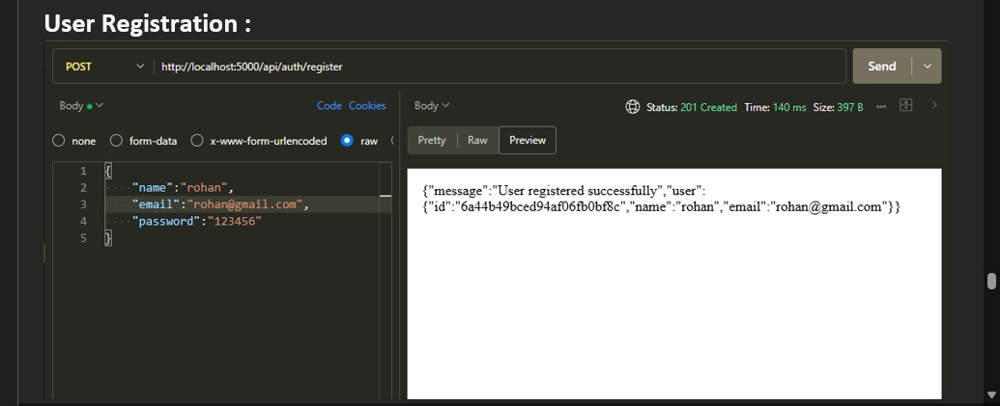 User Registration :
POST http://localhost:5000/api/auth/register Send
Body Code Cookies
none form-data x-www-form-urlencoded raw
1 {
2 "name":"rohan",
3 "email":"rohan@gmail.com",
4 "password":"123456"
5 }
Body Status: 201 Created Time: 140 ms Size: 397 B
Pretty Raw Preview
{"message":"User registered successfully","user":
{"id":"6a44b49bced94af06fb0bf8c","name":"rohan","email":"rohan@gmail.com"}}